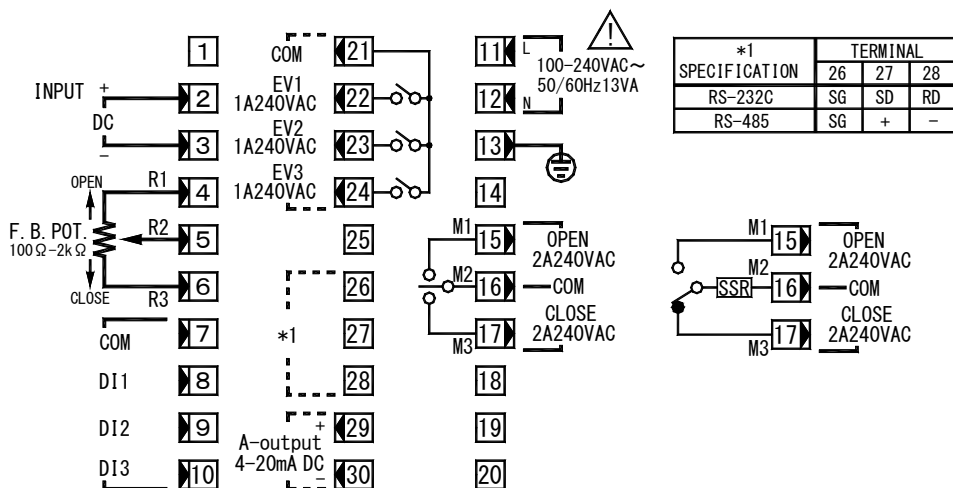 1
INPUT + 2
DC
- 3
OPEN R1 4
F. B. POT. R2 5
100Ω-2kΩ
CLOSE R3 6
COM 7
DI1 8
DI2 9
DI3 10
COM 21
EV1 22
1A240VAC
EV2 23
1A240VAC
EV3 24
1A240VAC
25
26
*1 27
28
+ 29
A-output
4-20mA DC
- 30
11 L
100-240VAC~
50/60Hz13VA
12 N
13
14
M1 15 OPEN
2A240VAC
M2 16 COM
CLOSE
M3 17 2A240VAC
18
19
20
!
*1 TERMINAL
SPECIFICATION 26 27 28
RS-232C SG SD RD
RS-485 SG + -
M1 15 OPEN
2A240VAC
SSR M2 16 COM
CLOSE
M3 17 2A240VAC